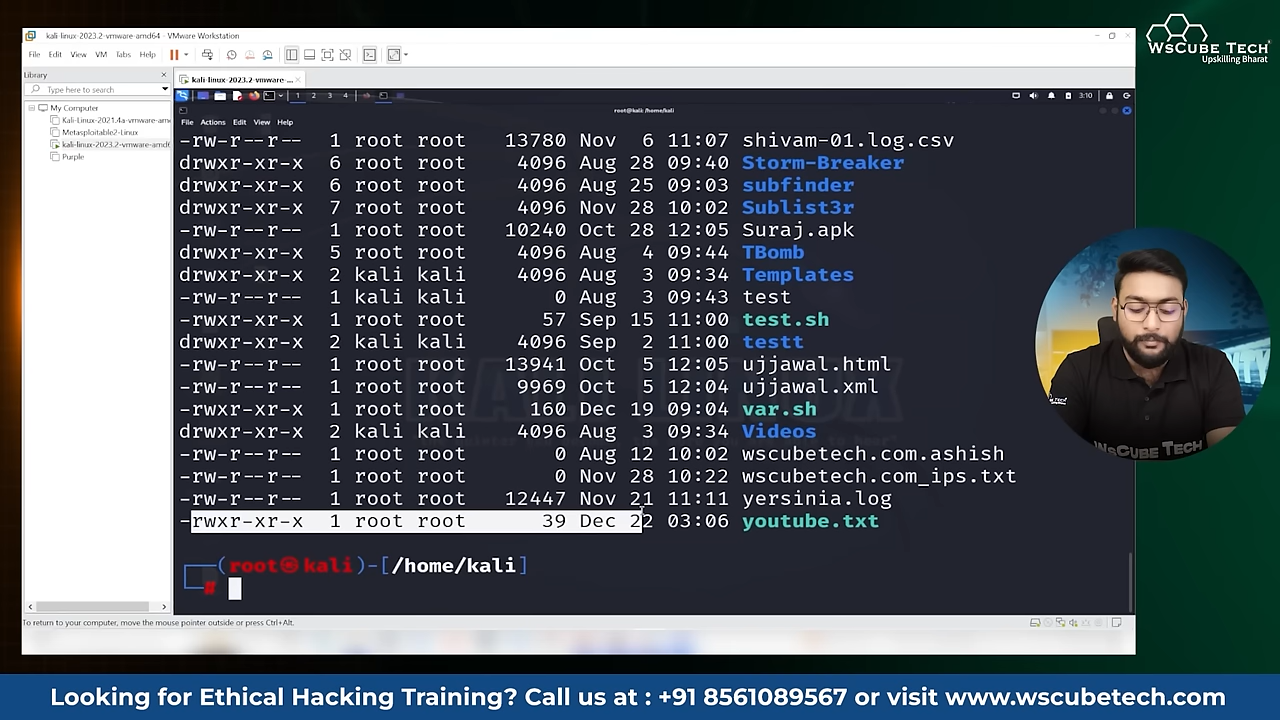 kali-linux-2023.2-vmware-amd64 - VMware Workstation
File Edit View VM Tabs Help
Library
Type here to search
My Computer
Kali-Linux-2021.4a-vmware-am
Metasploitable2-Linux
kali-linux-2023.2-vmware-amd6
Purple
kali-linux-2023.2-vmware-...
1 2 3 4
3:10
root@kali: /home/kali
File Actions Edit View Help
-rw-r--r-- 1 root root 13780 Nov 6 11:07 shivam-01.log.csv
drwxr-xr-x 6 root root 4096 Aug 28 09:40 Storm-Breaker
drwxr-xr-x 6 root root 4096 Aug 25 09:03 subfinder
drwxr-xr-x 7 root root 4096 Nov 28 10:02 Sublist3r
-rw-r--r-- 1 root root 10240 Oct 28 12:05 Suraj.apk
drwxr-xr-x 5 root root 4096 Aug 4 09:44 TBomb
drwxr-xr-x 2 kali kali 4096 Aug 3 09:34 Templates
-rw-r--r-- 1 kali kali 0 Aug 3 09:43 test
-rwxr-xr-x 1 root root 57 Sep 15 11:00 test.sh
drwxr-xr-x 2 kali kali 4096 Sep 2 11:00 testt
-rw-r--r-- 1 root root 13941 Oct 5 12:05 ujjawal.html
-rw-r--r-- 1 root root 9969 Oct 5 12:04 ujjawal.xml
-rwxr-xr-x 1 root root 160 Dec 19 09:04 var.sh
drwxr-xr-x 2 kali kali 4096 Aug 3 09:34 Videos
-rw-r--r-- 1 root root 0 Aug 12 10:02 wscubetech.com.ashish
-rw-r--r-- 1 root root 0 Nov 28 10:22 wscubetech.com_ips.txt
-rw-r--r-- 1 root root 12447 Nov 21 11:11 yersinia.log
-rwxr-xr-x 1 root root 39 Dec 22 03:06 youtube.txt
┌──(root㉿kali)-[/home/kali]
└─#
To return to your computer, move the mouse pointer outside or press Ctrl+Alt.
WsCube Tech
Upskilling Bharat
WsCube Tech
Looking for Ethical Hacking Training? Call us at : +91 8561089567 or visit www.wscubetech.com